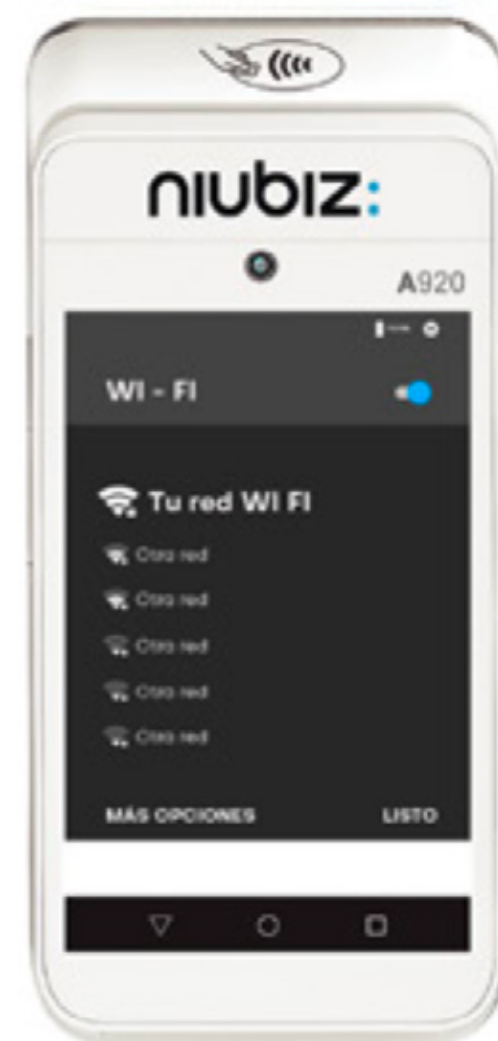 niubiz:
A920
WI - FI
Tu red WI FI
Otra red
Otra red
Otra red
Otra red
Otra red
MÁS OPCIONES
LISTO